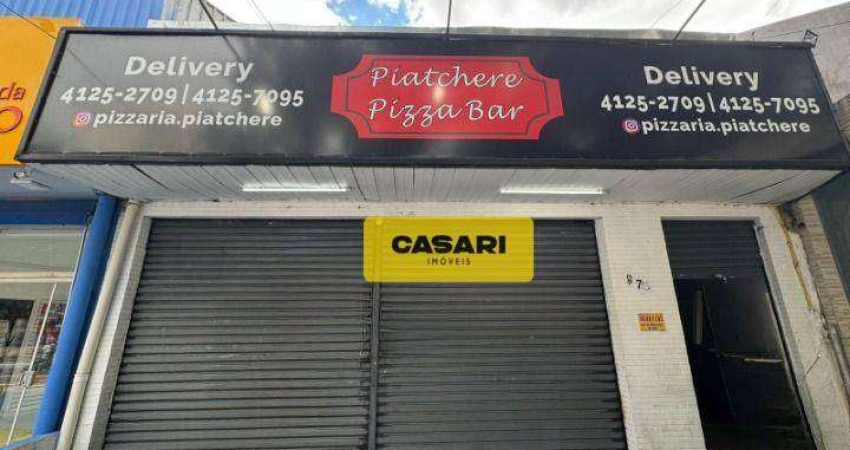 Delivery
4125-2709 | 4125-7095
pizzaria.piatchere
Piatchere
Pizza Bar
Delivery
4125-2709 | 4125-7095
pizzaria.piatchere
da
O
CASARI
IMÓVEIS